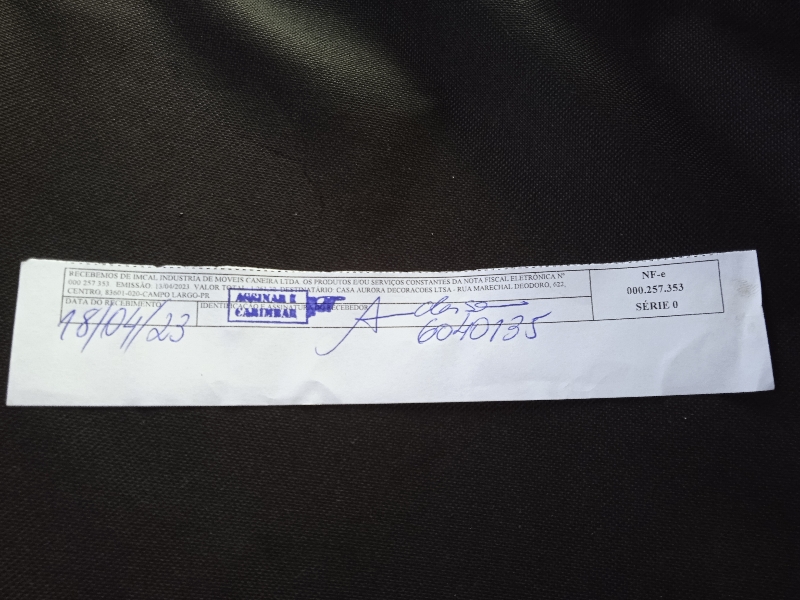 RECEBEMOS DE IMCAL INDUSTRIA DE MOVEIS CANEIRA LTDA. OS PRODUTOS E/OU SERVIÇOS CONSTANTES DA NOTA FISCAL ELETRÔNICA Nº
000 257 353 EMISSÃO: 13/04/2023 VALOR TOTAL: DESTINATÁRIO CASA AURORA DECORACOES LTSA - RUA MARECHAL DEODORO, 622,
CENTRO, 83601-020-CAMPO LARGO-PR
DATA DO RECEBIMENTO
IDENTIFICAÇÃO E ASSINATURA DO RECEBEDOR
18/04/23
ASSINAR E
CARIMBAR
Anderson
6040135
NF-e
000.257.353
SÉRIE 0